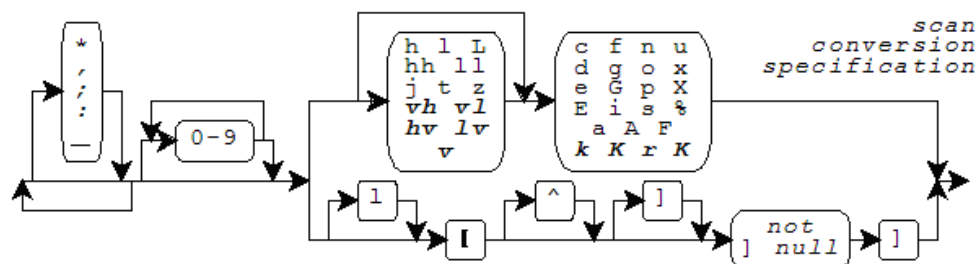 scan
conversion
specification
*
,
;
:
_
0-9
h l L
hh ll
j t z
vh vl
hv lv
v
c f n u
d g o x
e G p X
E i s %
a A F
k K r K
l
[
^
]
not
] null
]